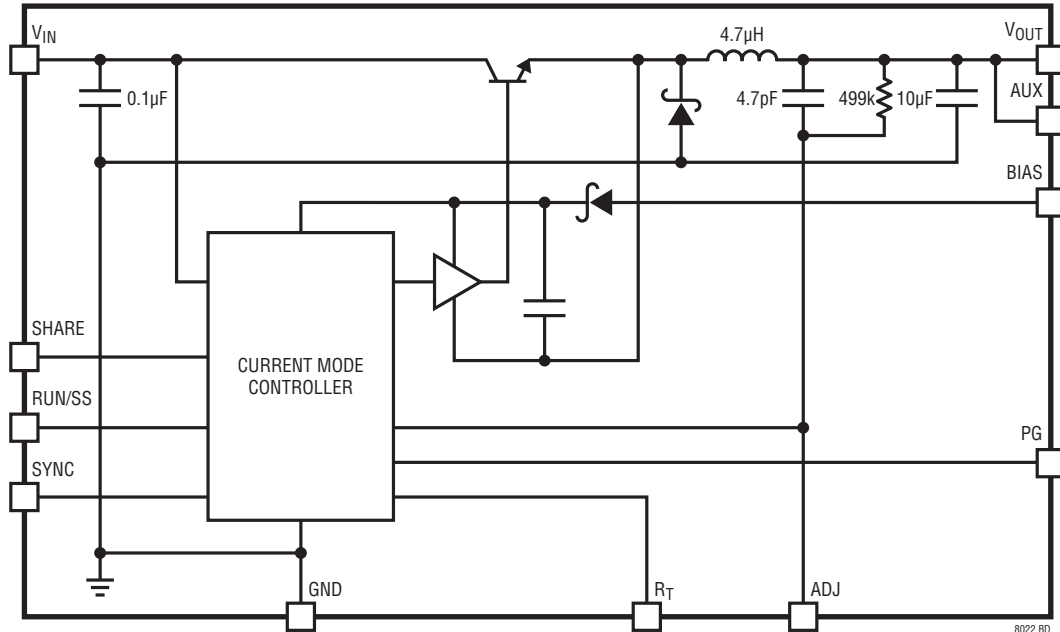 VIN
4.7µH
VOUT
0.1µF
4.7pF
499k
10µF
AUX
BIAS
SHARE
CURRENT MODE
CONTROLLER
RUN/SS
PG
SYNC
GND
RT
ADJ
8022 BD